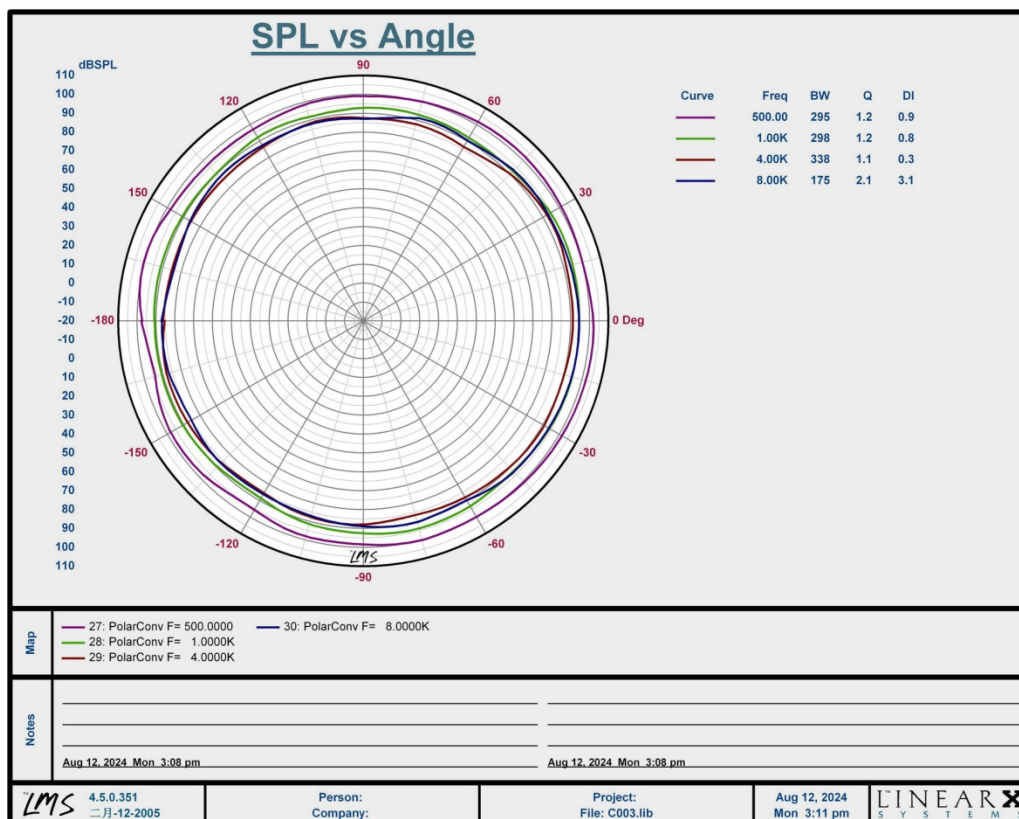 SPL vs Angle
dBSPL
110
100
90
80
70
60
50
40
30
20
10
0
-10
-20
-10
0
10
20
30
40
50
60
70
80
90
100
110
90
120
60
150
30
-180
0 Deg
-150
-30
-120
-60
-90
LMS
Curve Freq BW Q DI
500.00 295 1.2 0.9
1.00K 298 1.2 0.8
4.00K 338 1.1 0.3
8.00K 175 2.1 3.1
Map
27: PolarConv F= 500.0000 30: PolarConv F= 8.0000K
28: PolarConv F= 1.0000K
29: PolarConv F= 4.0000K
Notes
Aug 12, 2024 Mon 3:08 pm Aug 12, 2024 Mon 3:08 pm
LMS
TM
4.5.0.351
二月-12-2005
Person:
Company:
Project:
File: C003.lib
Aug 12, 2024
Mon 3:11 pm
LINEARX
TM
SYSTEMS